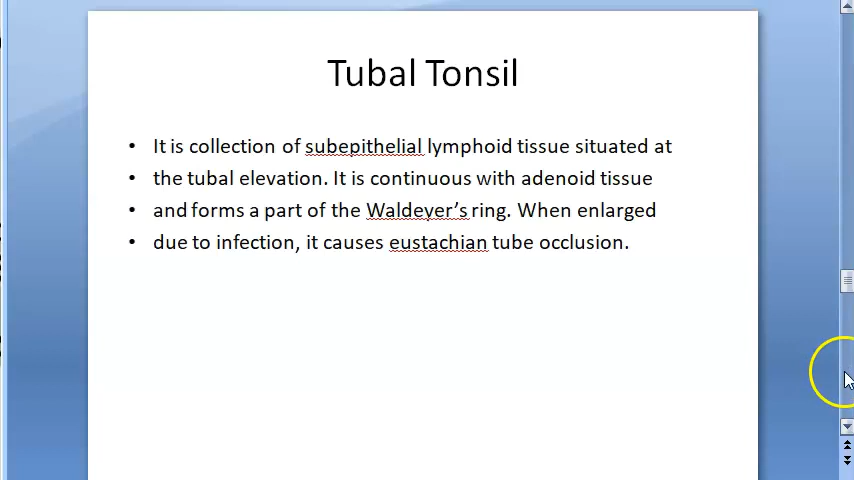 Tubal Tonsil
• It is collection of subepithelial lymphoid tissue situated at
• the tubal elevation. It is continuous with adenoid tissue
• and forms a part of the Waldeyer’s ring. When enlarged
• due to infection, it causes eustachian tube occlusion.